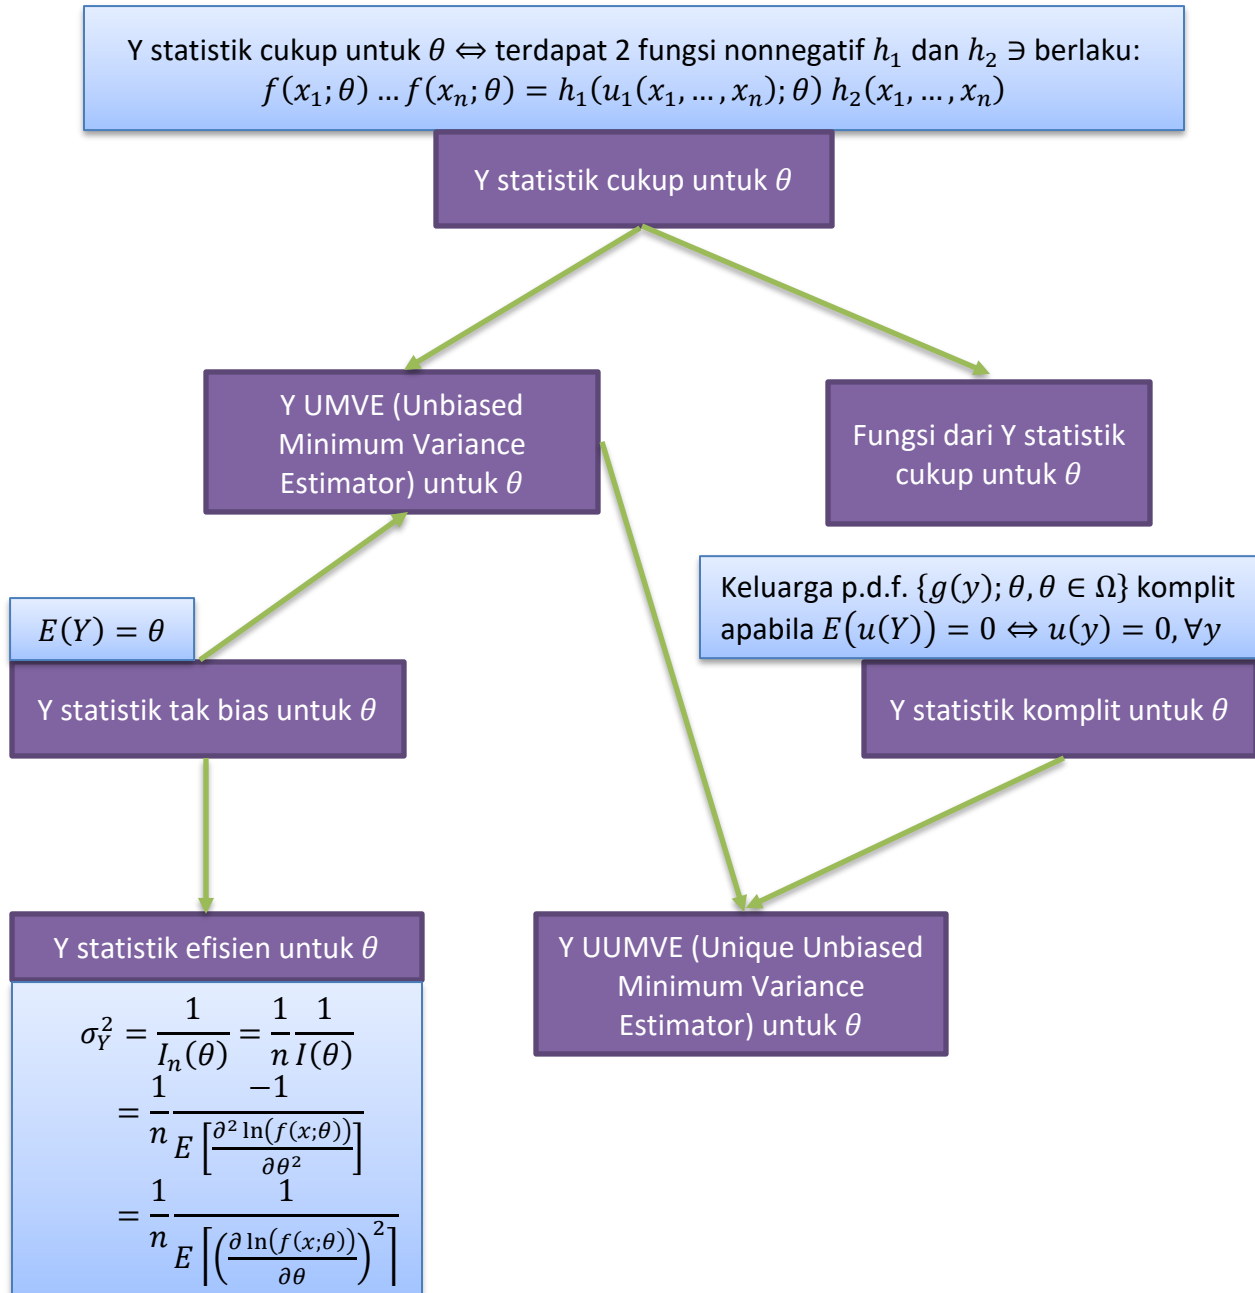 Y statistik cukup untuk θ ⇔ terdapat 2 fungsi nonnegatif h₁ dan h₂ ∋ berlaku:
f(x₁; θ) … f(xₙ; θ) = h₁(u₁(x₁, … , xₙ); θ) h₂(x₁, … , xₙ)
Y statistik cukup untuk θ
Y UMVE (Unbiased
Minimum Variance
Estimator) untuk θ
Fungsi dari Y statistik
cukup untuk θ
Keluarga p.d.f. {g(y); θ, θ ∈ Ω} komplit
apabila E(u(Y)) = 0 ⇔ u(y) = 0, ∀y
E(Y) = θ
Y statistik tak bias untuk θ
Y statistik komplit untuk θ
Y statistik efisien untuk θ
σ_Y^2 = 1/Iₙ(θ) = 1/n 1/I(θ)
= 1/n -1/E[∂² ln(f(x;θ))/∂θ²]
= 1/n 1/E[(∂ ln(f(x;θ))/∂θ)²]
Y UUMVE (Unique Unbiased
Minimum Variance
Estimator) untuk θ